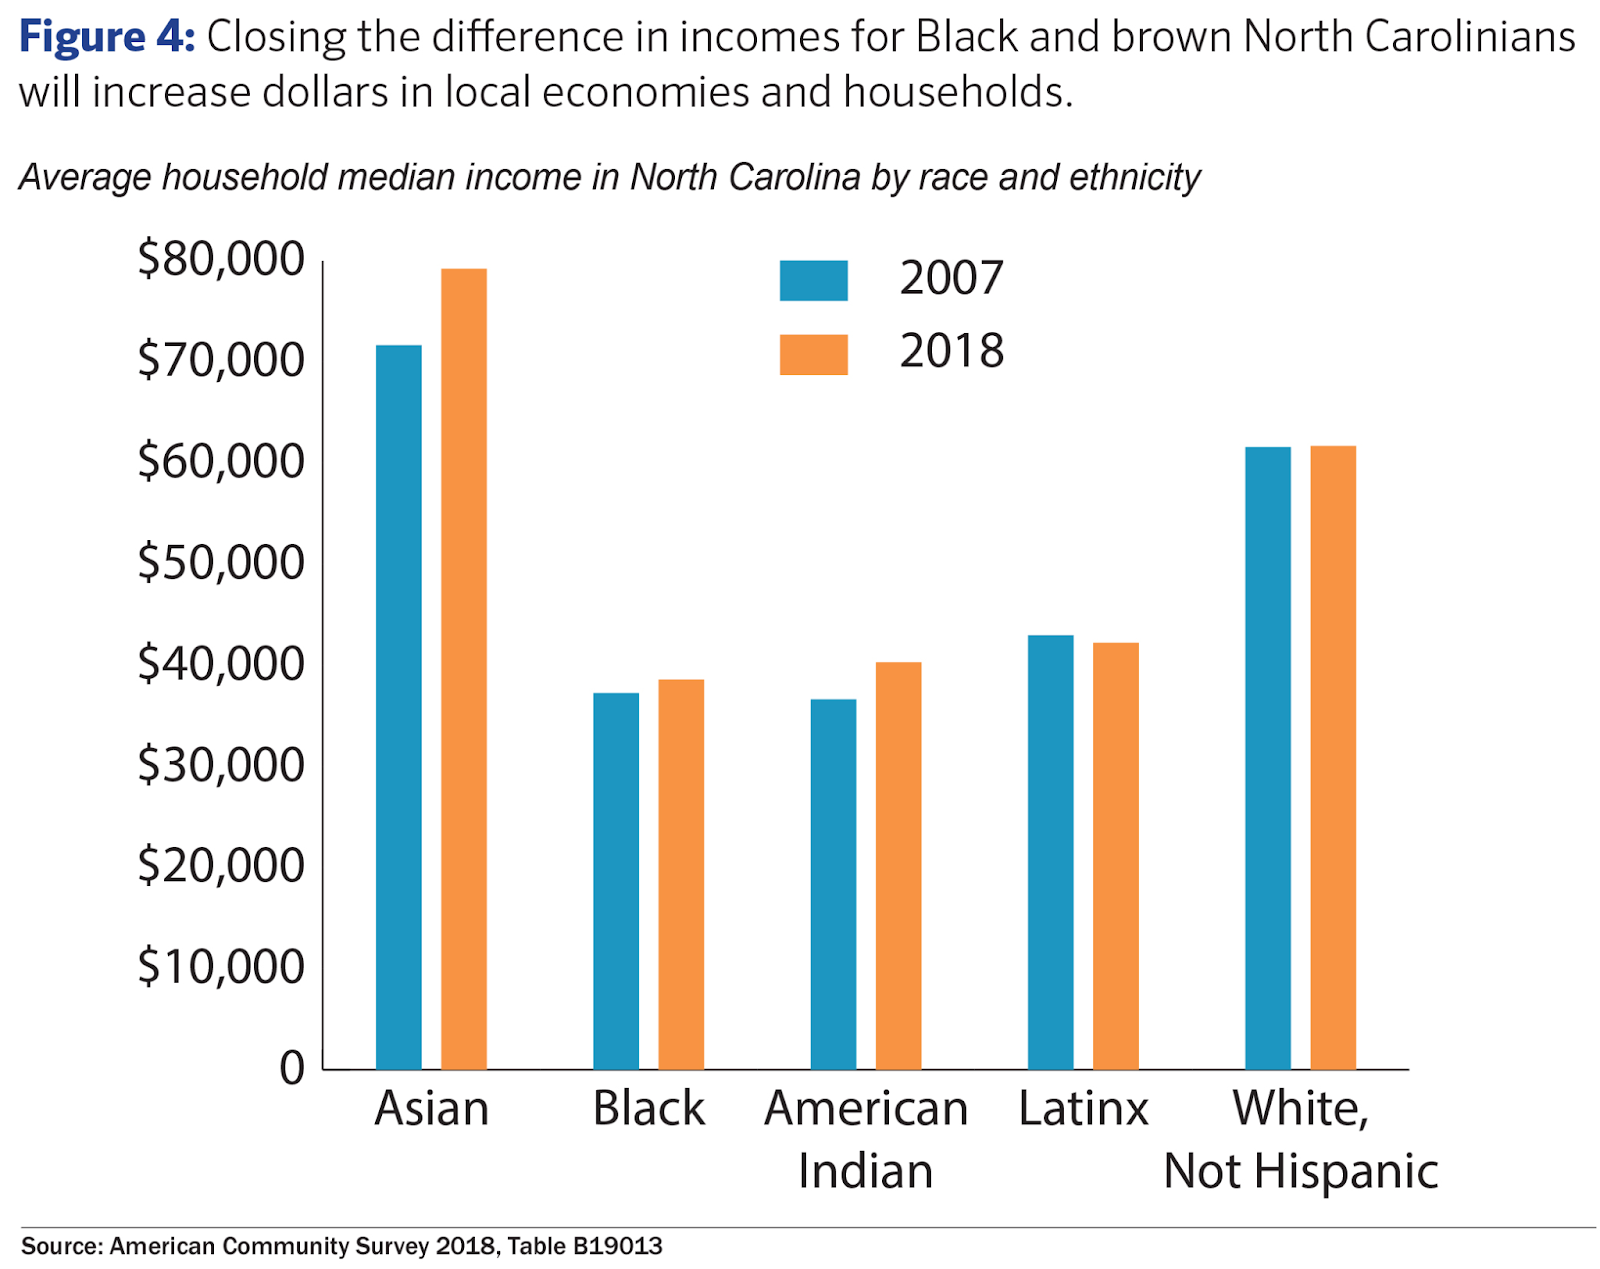 Figure 4: Closing the difference in incomes for Black and brown North Carolinians
will increase dollars in local economies and households.
Average household median income in North Carolina by race and ethnicity
$80,000
$70,000
$60,000
$50,000
$40,000
$30,000
$20,000
$10,000
0
2007
2018
Asian
Black
American
Indian
Latinx
White,
Not Hispanic
Source: American Community Survey 2018, Table B19013